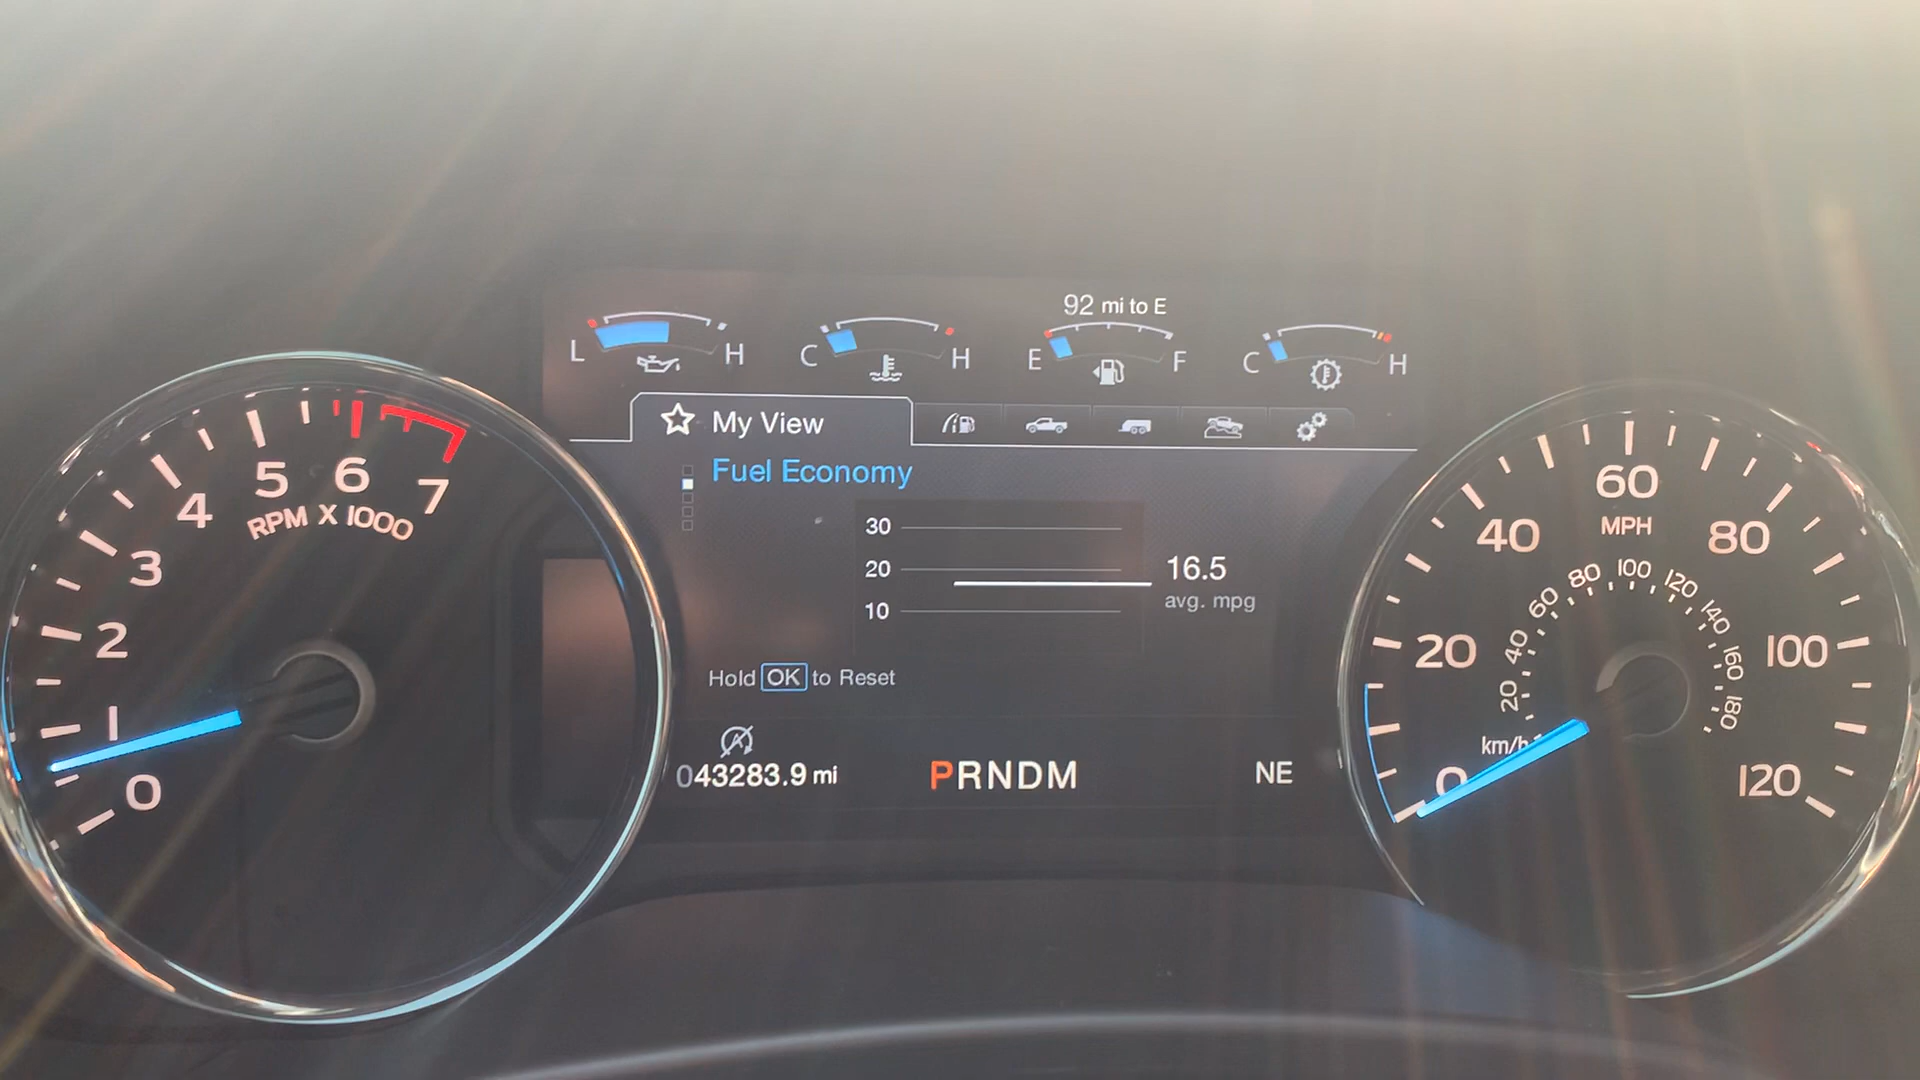 92 mi to E
L H C H E F C H
My View
Fuel Economy
30
20
10
16.5
avg. mpg
Hold OK to Reset
043283.9 mi
PRNDM
NE
0 1 2 3 4 5 6 7
RPM X 1000
0 20 40 60 80 100 120
MPH
20 40 60 80 100 120 140 160 180
km/h